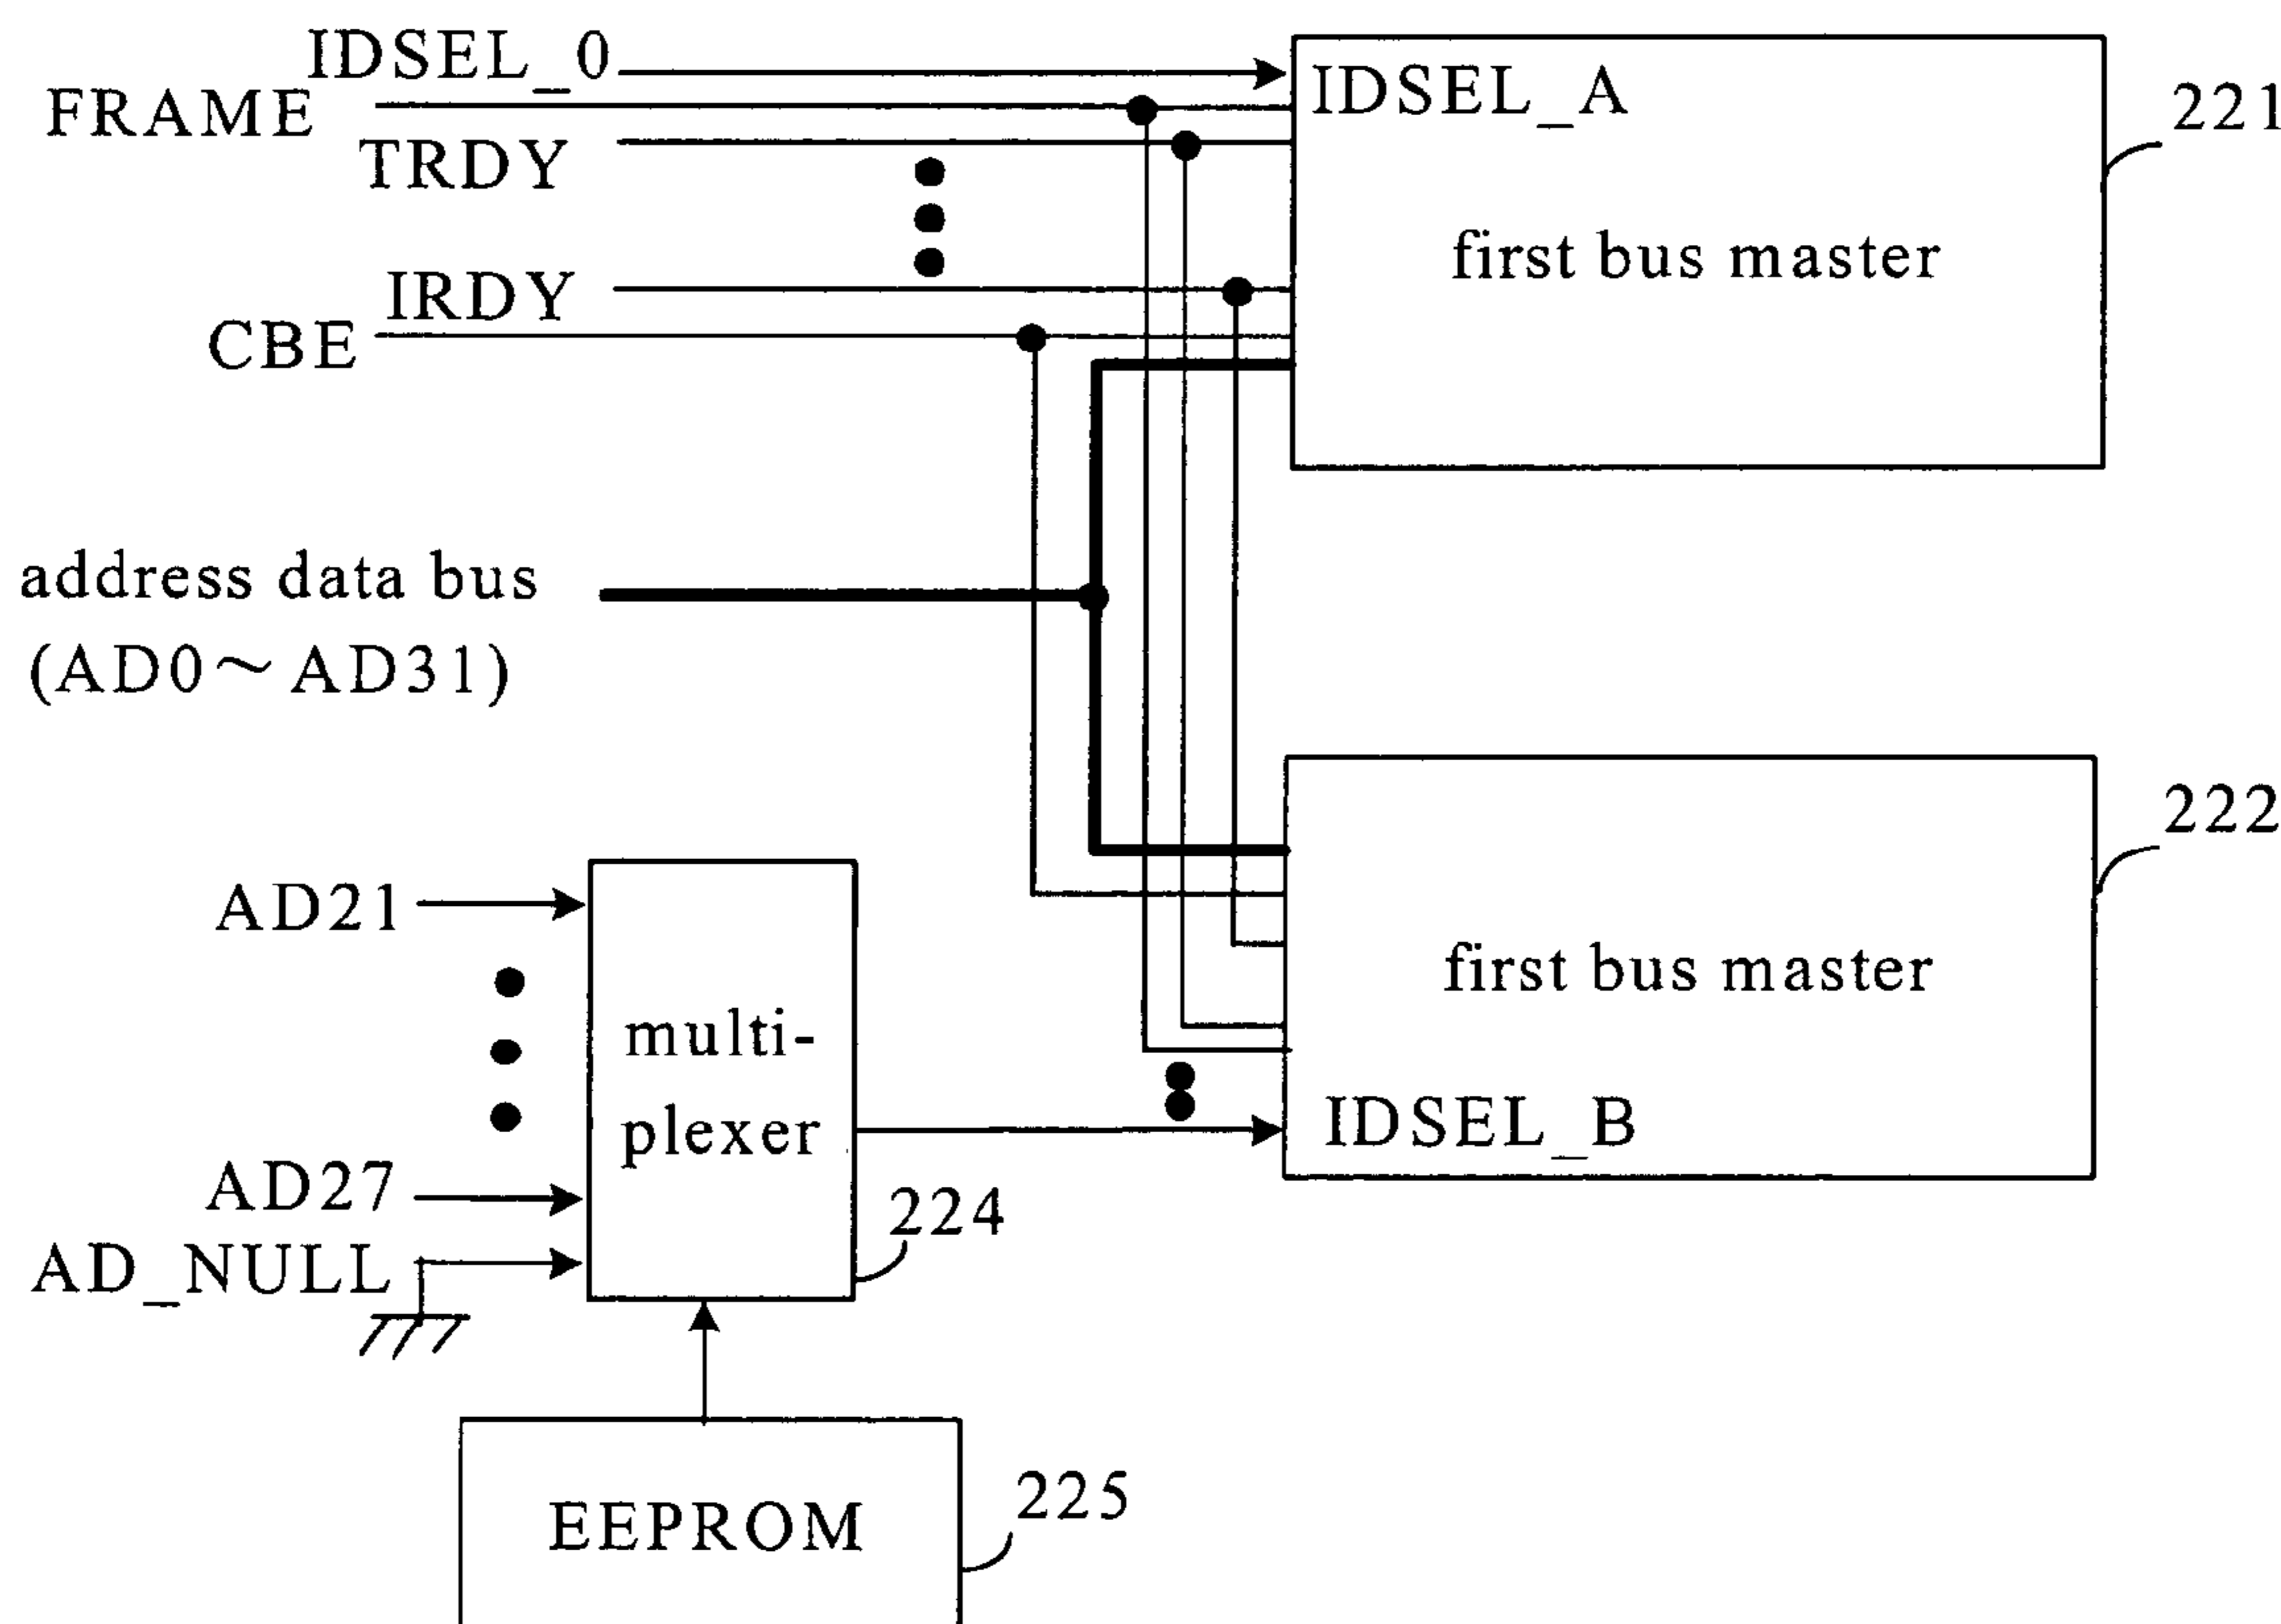 IDSEL_0
FRAME
IDSEL_A
TRDY
221
first bus master
IRDY
CBE
address data bus
(AD0～AD31)
222
AD21
first bus master
multi-
plexer
IDSEL_B
AD27
224
AD_NULL
225
EEPROM